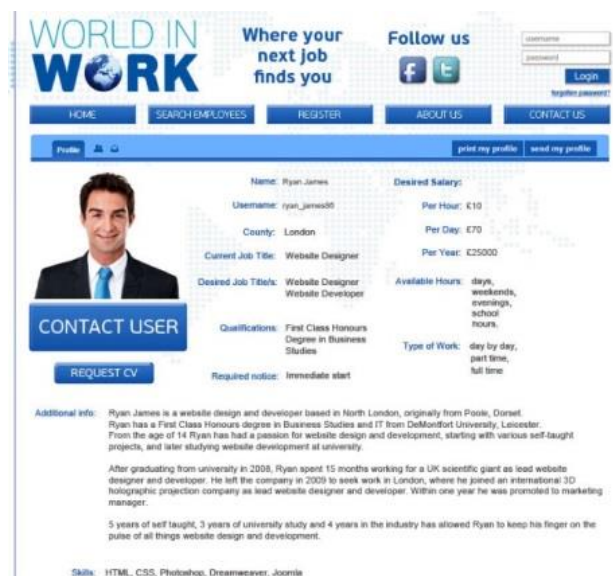 WORLD IN
WORK
Where your
next job
finds you
Follow us
username
password
Login
forgotten password?
HOME
SEARCH EMPLOYEES
REGISTER
ABOUT US
CONTACT US
Profile
print my profile
send my profile
Name: Ryan James
Username: ryan_james90
County: London
Current Job Title: Website Designer
Desired Job Title/s: Website Designer
Website Developer
Qualifications: First Class Honours
Degree in Business
Studies
Required notice: Immediate start
Desired Salary:
Per Hour: £10
Per Day: £70
Per Year: £25000
Available Hours: days,
weekends,
evenings,
school
hours.
Type of Work: day by day,
part time,
full time
CONTACT USER
REQUEST CV
Additional info: Ryan James is a website design and developer based in North London, originally from Poole, Dorset.
Ryan has a First Class Honours degree in Business Studies and IT from DeMontfort University, Leicester.
From the age of 14 Ryan has had a passion for website design and development, starting with various self-taught
projects, and later studying website development at university.
After graduating from university in 2008, Ryan spent 15 months working for a UK scientific giant as lead website
designer and developer. He left the company in 2009 to seek work in London, where he joined an international 3D
holographic projection company as lead website designer and developer. Within one year he was promoted to marketing
manager.
5 years of self taught, 3 years of university study and 4 years in the industry has allowed Ryan to keep his finger on the
pulse of all things website design and development.
Skills: HTML, CSS, Photoshop, Dreamweaver, Joomla